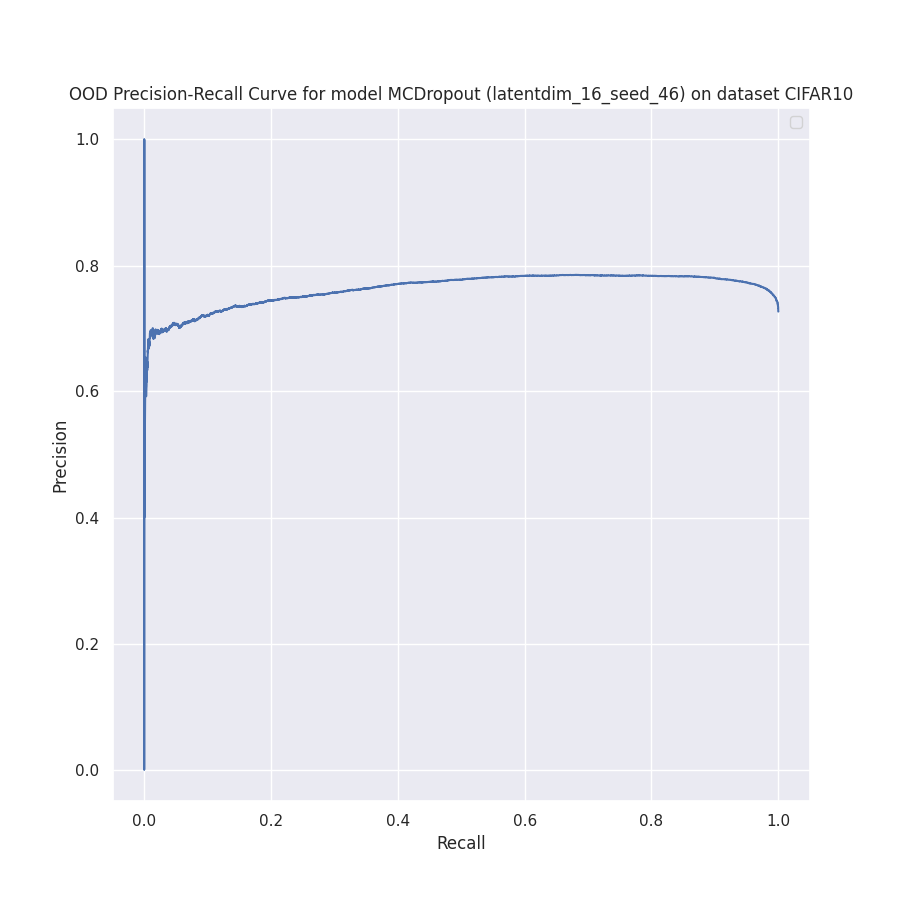 OOD Precision-Recall Curve for model MCDropout (latentdim_16_seed_46) on dataset CIFAR10
1.0
0.8
0.6
0.4
0.2
0.0
Precision
0.0 0.2 0.4 0.6 0.8 1.0
Recall